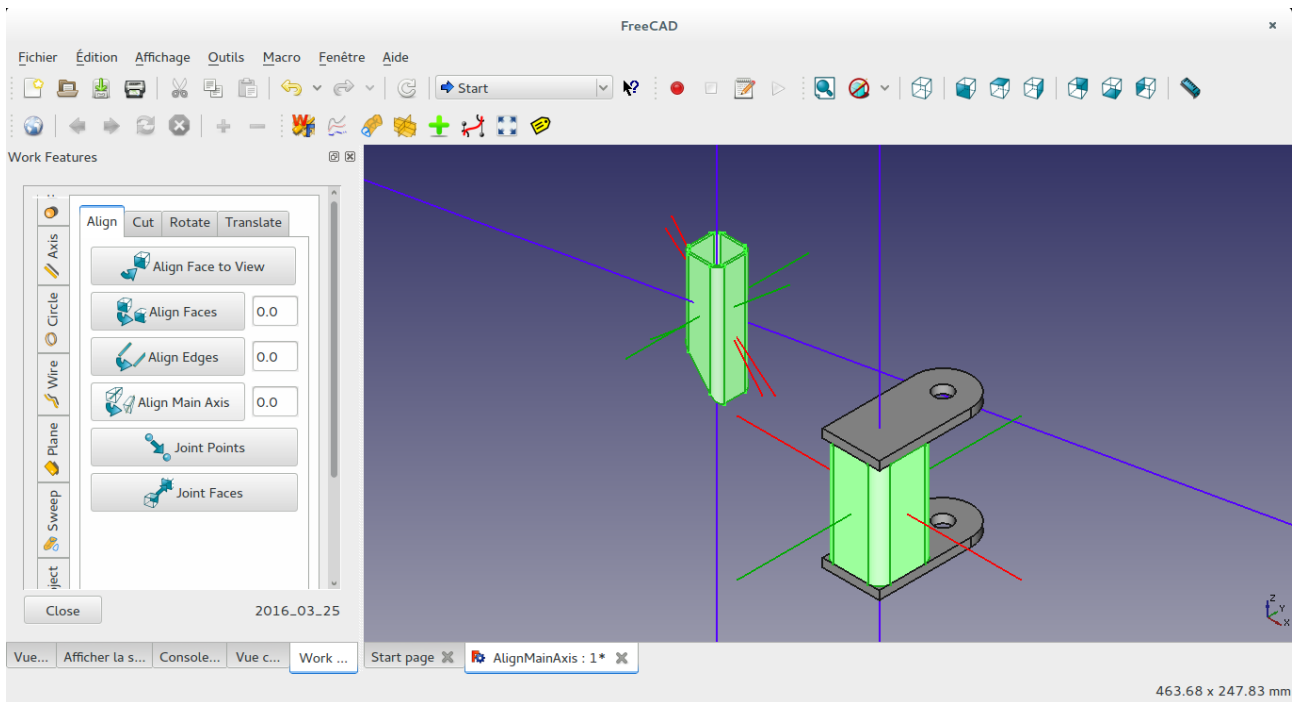 FreeCAD
Fichier Édition Affichage Outils Macro Fenêtre Aide
Start
Work Features
Align Cut Rotate Translate
Axis
Circle
Wire
Plane
Sweep
Align Face to View
Align Faces 0.0
Align Edges 0.0
Align Main Axis 0.0
Joint Points
Joint Faces
Close 2016_03_25
Z
Y
X
Vue... Afficher la s... Console... Vue c... Work ... Start page AlignMainAxis : 1*
463.68 x 247.83 mm